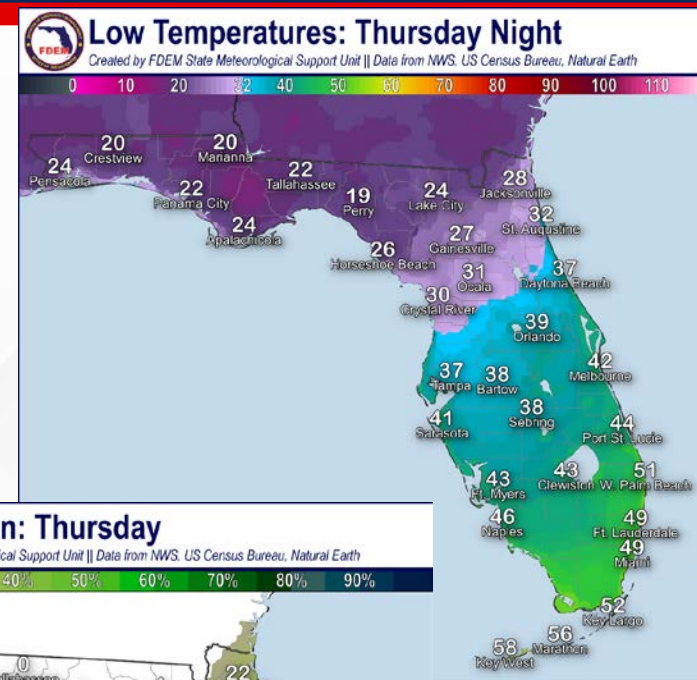 FDEM
Low Temperatures: Thursday Night
Created by FDEM State Meteorological Support Unit || Data from NWS. US Census Bureau, Natural Earth
0 10 20 32 40 50 60 70 80 90 100 110
20
Crestview
20
Marianna
24
Pensacola
22
Panama City
22
Tallahassee
24
Apalachicola
19
Perry
24
Lake City
28
Jacksonville
32
St. Augustine
27
Gainesville
26
Horseshoe Beach
31
Ocala
37
Daytona Beach
30
Crystal River
39
Orlando
37
Tampa
38
Bartow
42
Melbourne
41
Sarasota
38
Sebring
44
Port St. Lucie
43
Ft. Myers
43
Clewiston
51
W. Palm Beach
46
Naples
49
Ft. Lauderdale
49
Miami
52
Key Largo
56
Marathon
58
Key West
n: Thursday
ical Support Unit || Data from NWS. US Census Bureau, Natural Earth
40% 50% 60% 70% 80% 90%
0
22